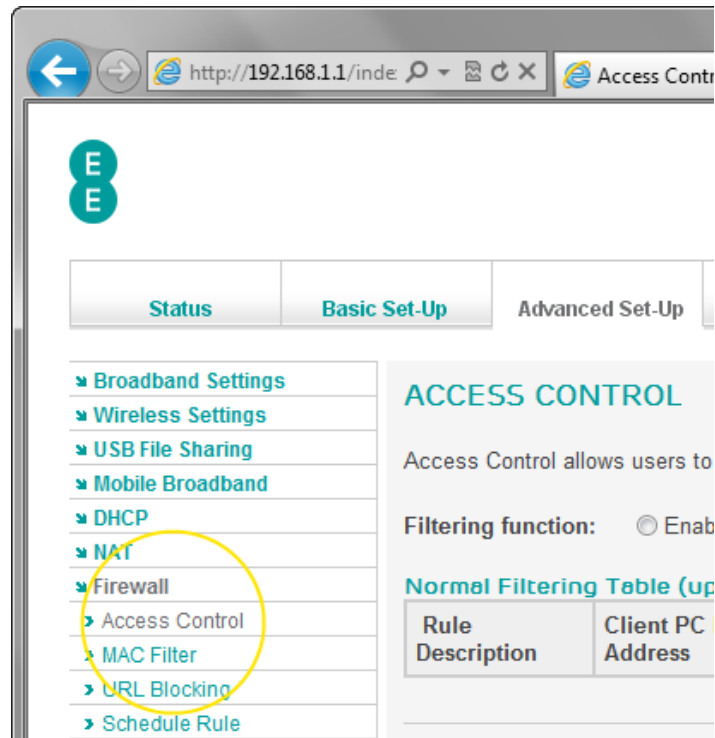 http://192.168.1.1/inde
Access Contr
E
E
Status
Basic Set-Up
Advanced Set-Up
Broadband Settings
Wireless Settings
USB File Sharing
Mobile Broadband
DHCP
NAT
Firewall
Access Control
MAC Filter
URL Blocking
Schedule Rule
ACCESS CONTROL
Access Control allows users to
Filtering function: Enab
Normal Filtering Table (up
Rule Description
Client PC Address